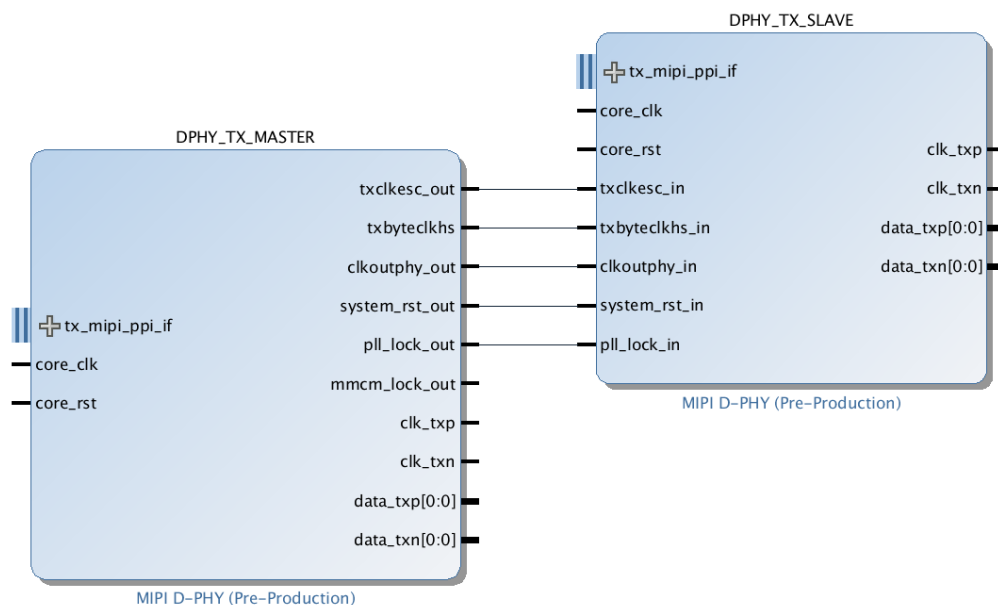 DPHY_TX_SLAVE
tx_mipi_ppi_if
core_clk
core_rst
txclkesc_in
txbyteclkhs_in
clkoutphy_in
system_rst_in
pll_lock_in
clk_txp
clk_txn
data_txp[0:0]
data_txn[0:0]
MIPI D-PHY (Pre-Production)
DPHY_TX_MASTER
tx_mipi_ppi_if
core_clk
core_rst
txclkesc_out
txbyteclkhs
clkoutphy_out
system_rst_out
pll_lock_out
mmcm_lock_out
clk_txp
clk_txn
data_txp[0:0]
data_txn[0:0]
MIPI D-PHY (Pre-Production)